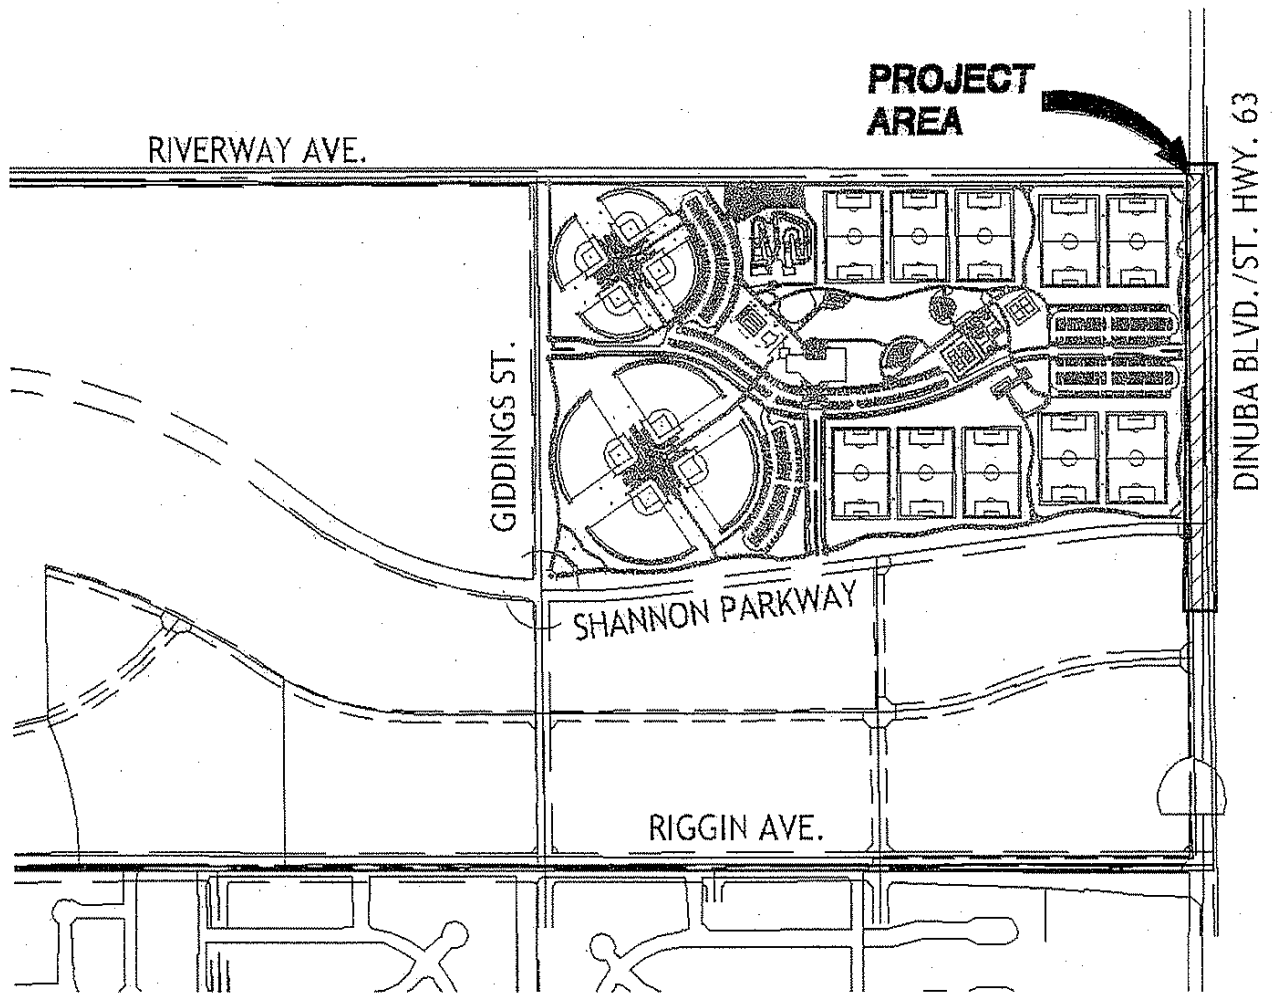 PROJECT
AREA
RIVERWAY AVE.
DINUBA BLVD./ST. HWY. 63
GIDDINGS ST.
SHANNON PARKWAY
RIGGIN AVE.